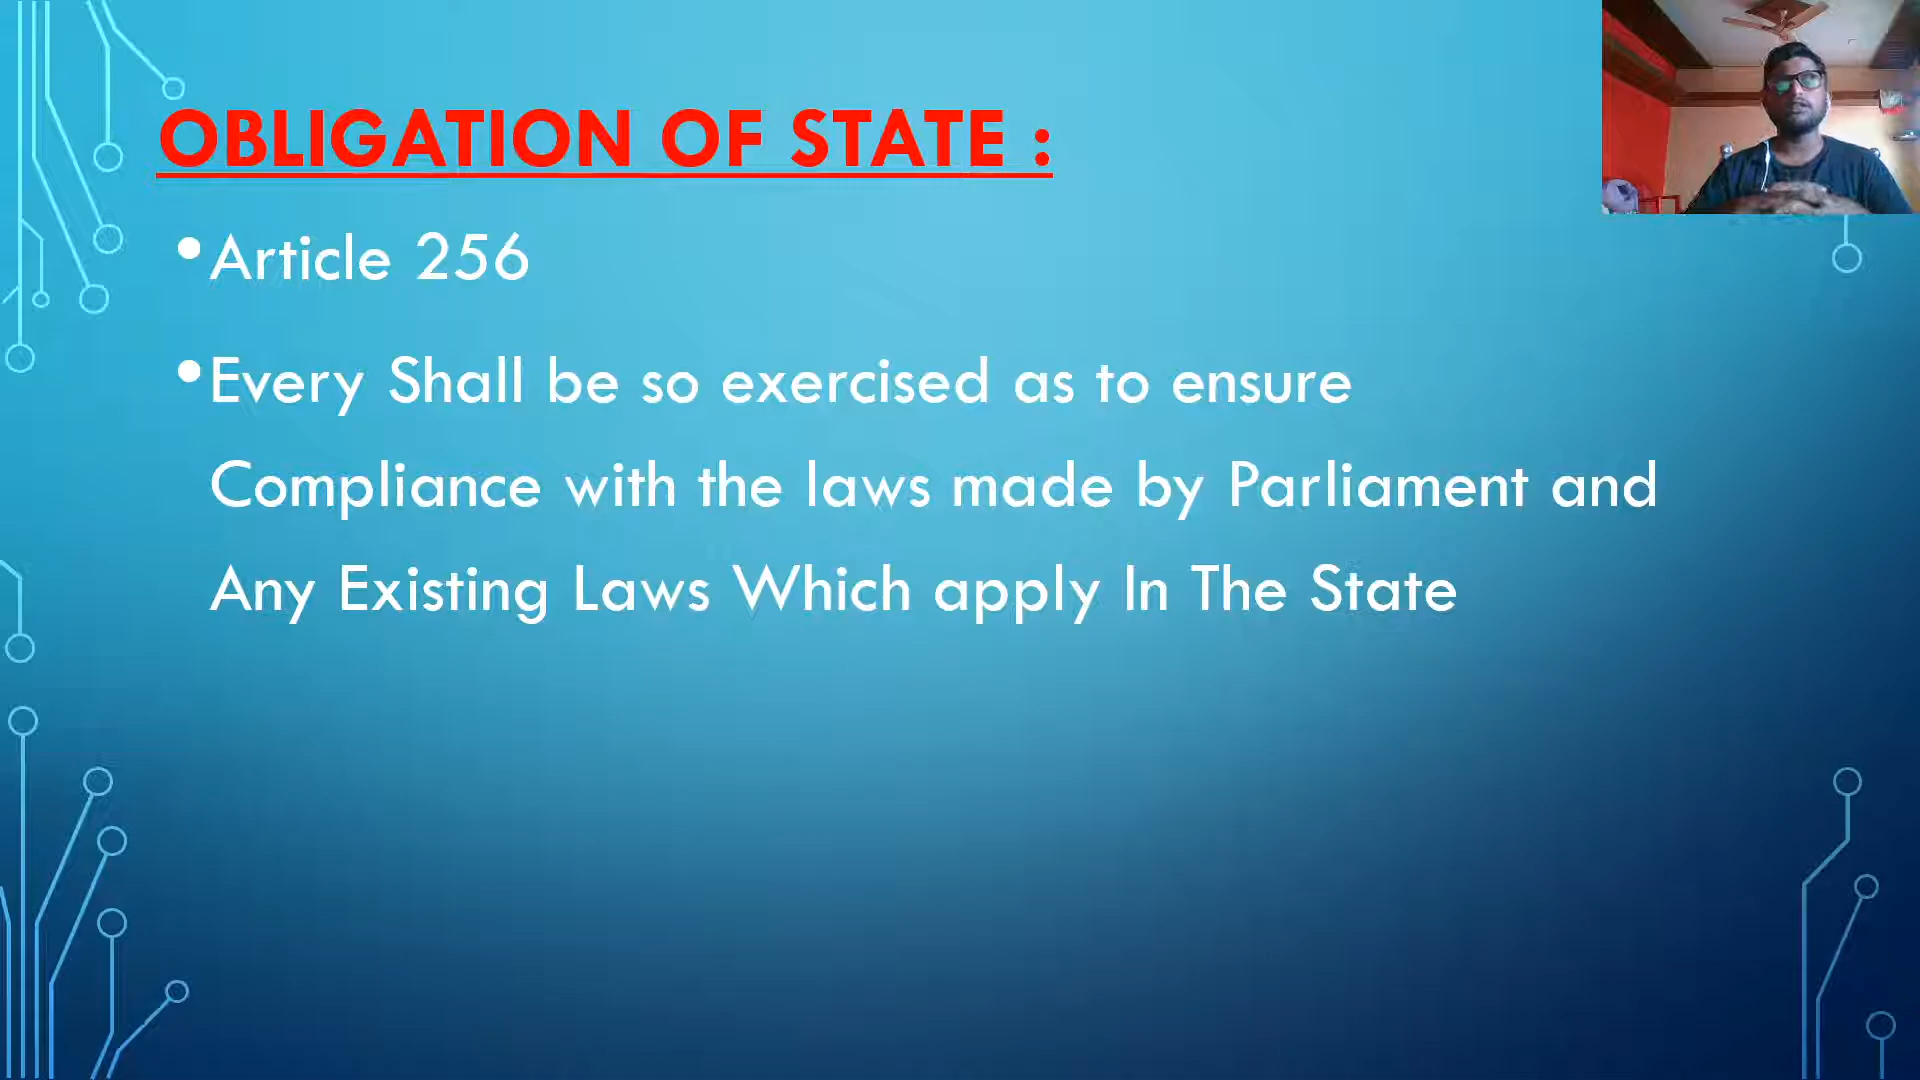 OBLIGATION OF STATE :
•Article 256
•Every Shall be so exercised as to ensure
Compliance with the laws made by Parliament and
Any Existing Laws Which apply In The State